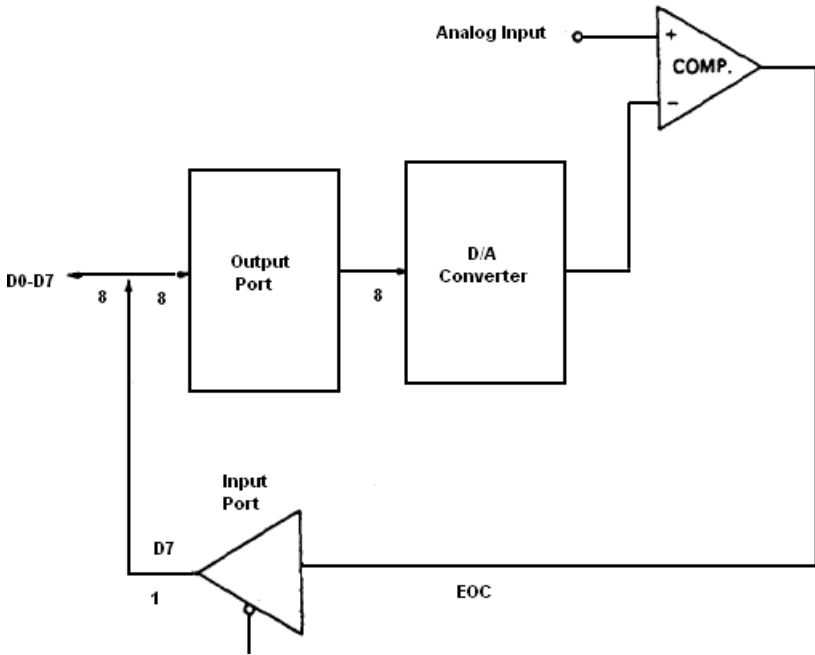 Analog Input
+
COMP.
−
D0-D7
8
8
Output
Port
8
D/A
Converter
Input
Port
D7
1
EOC